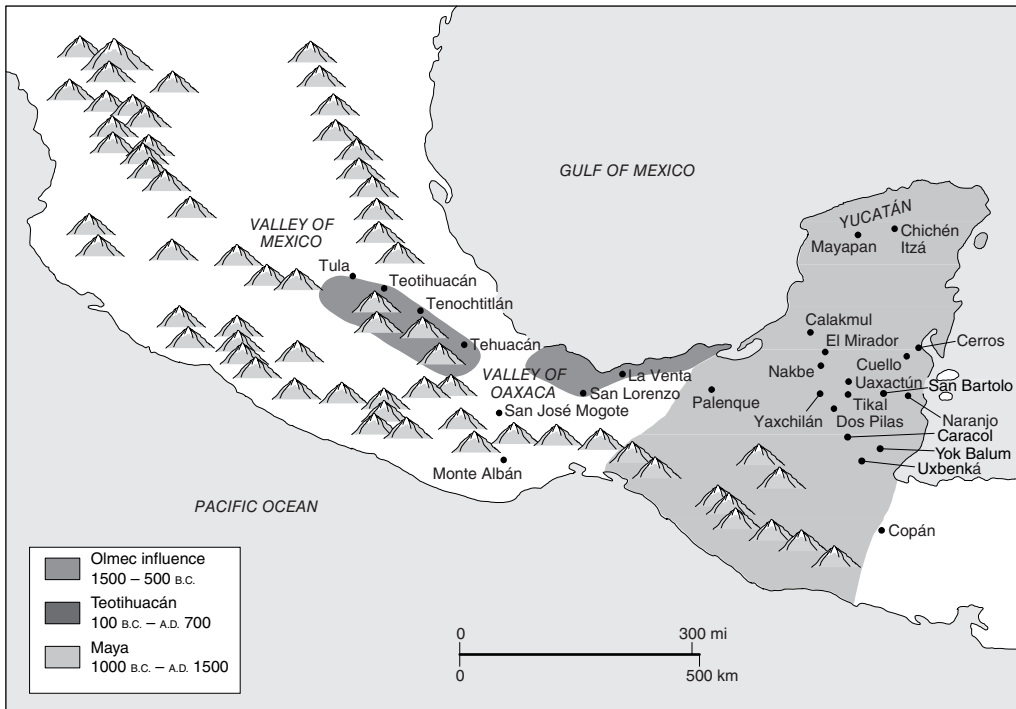 GULF OF MEXICO
YUCATÁN
Mayapan
Chichén
Itzá
VALLEY OF
MEXICO
Tula
Teotihuacán
Tenochtitlán
Tehuacán
Calakmul
El Mirador
Cerros
Nakbe
Cuello
Uaxactún
San Bartolo
La Venta
San Lorenzo
VALLEY OF
OAXACA
San José Mogote
Palenque
Yaxchilán
Tikal
Dos Pilas
Naranjo
Caracol
Yok Balum
Uxbenká
Monte Albán
PACIFIC OCEAN
Copán
Olmec influence
1500 – 500 B.C.
Teotihuacán
100 B.C. – A.D. 700
Maya
1000 B.C. – A.D. 1500
0 300 mi
0 500 km